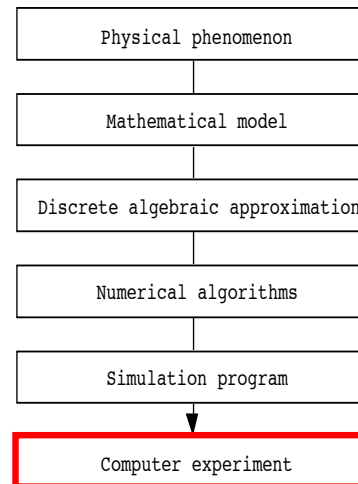 Physical phenomenon
Mathematical model
Discrete algebraic approximation
Numerical algorithms
Simulation program
Computer experiment